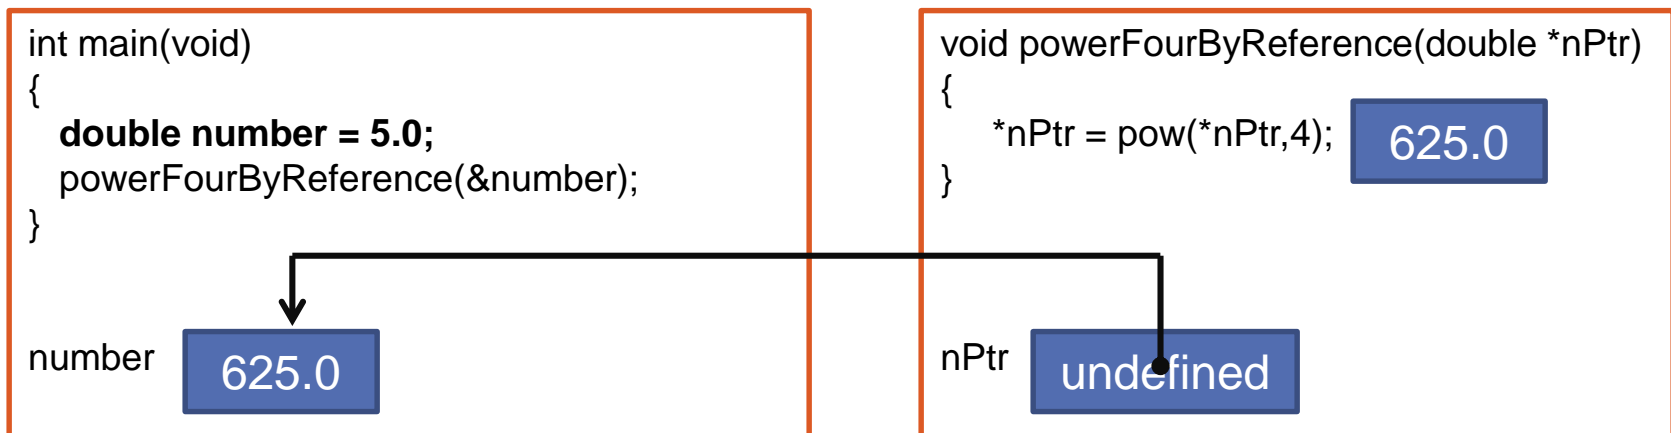 int main(void)
{
double number = 5.0;
powerFourByReference(&number);
}
number
625.0
void powerFourByReference(double *nPtr)
{
*nPtr = pow(*nPtr,4);
625.0
}
nPtr
undefined